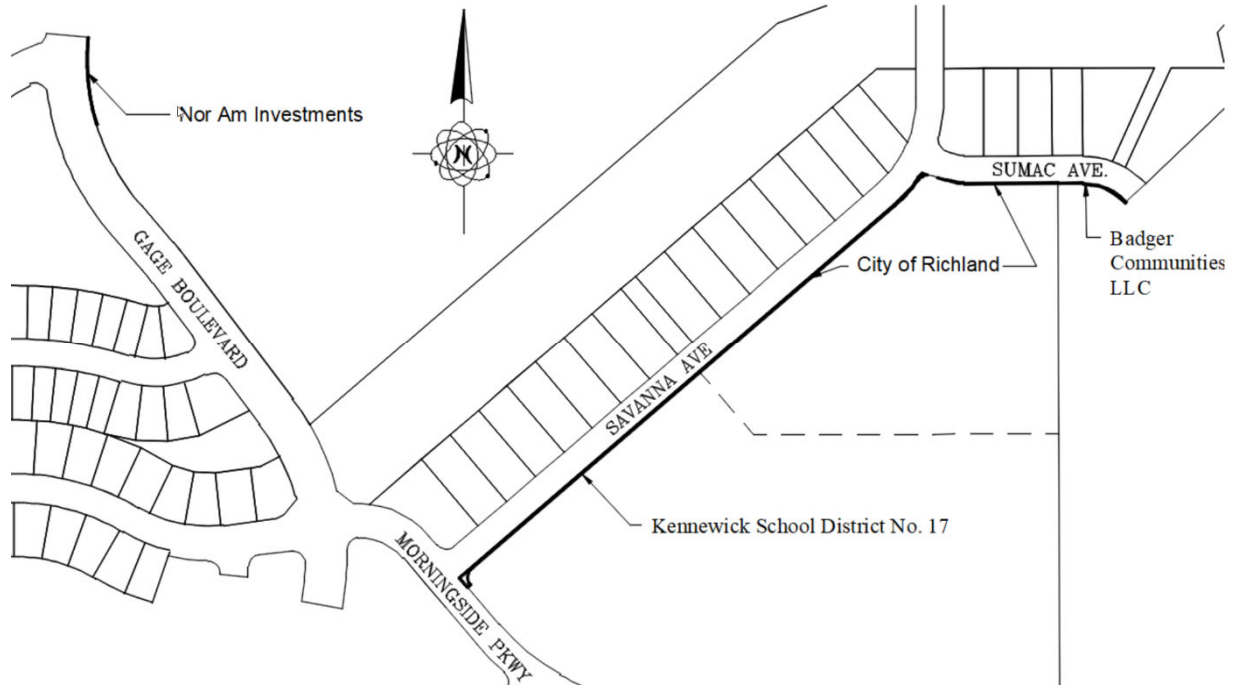 Nor Am Investments
N
SUMAC AVE.
GAGE BOULEVARD
Badger
Communities
LLC
City of Richland
SAVANNA AVE
Kennewick School District No. 17
MORNINGSIDE PKWY